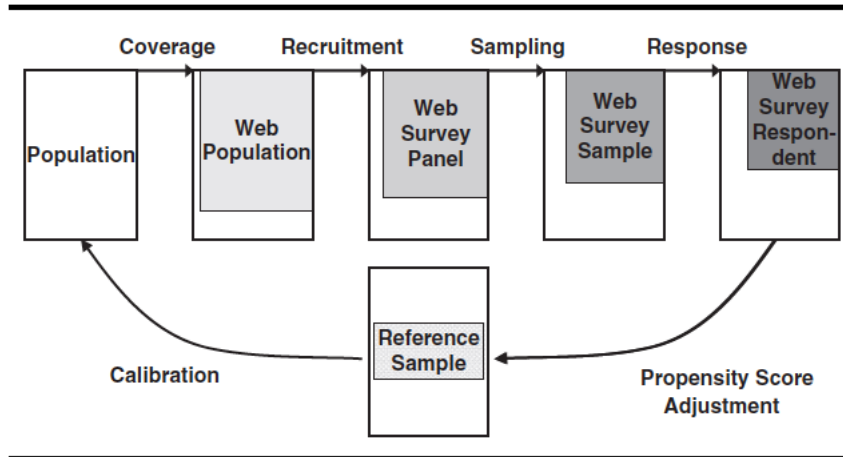 Coverage
Recruitment
Sampling
Response
Population
Web
Population
Web
Survey
Panel
Web
Survey
Sample
Web
Survey
Respon-
dent
Reference
Sample
Calibration
Propensity Score
Adjustment